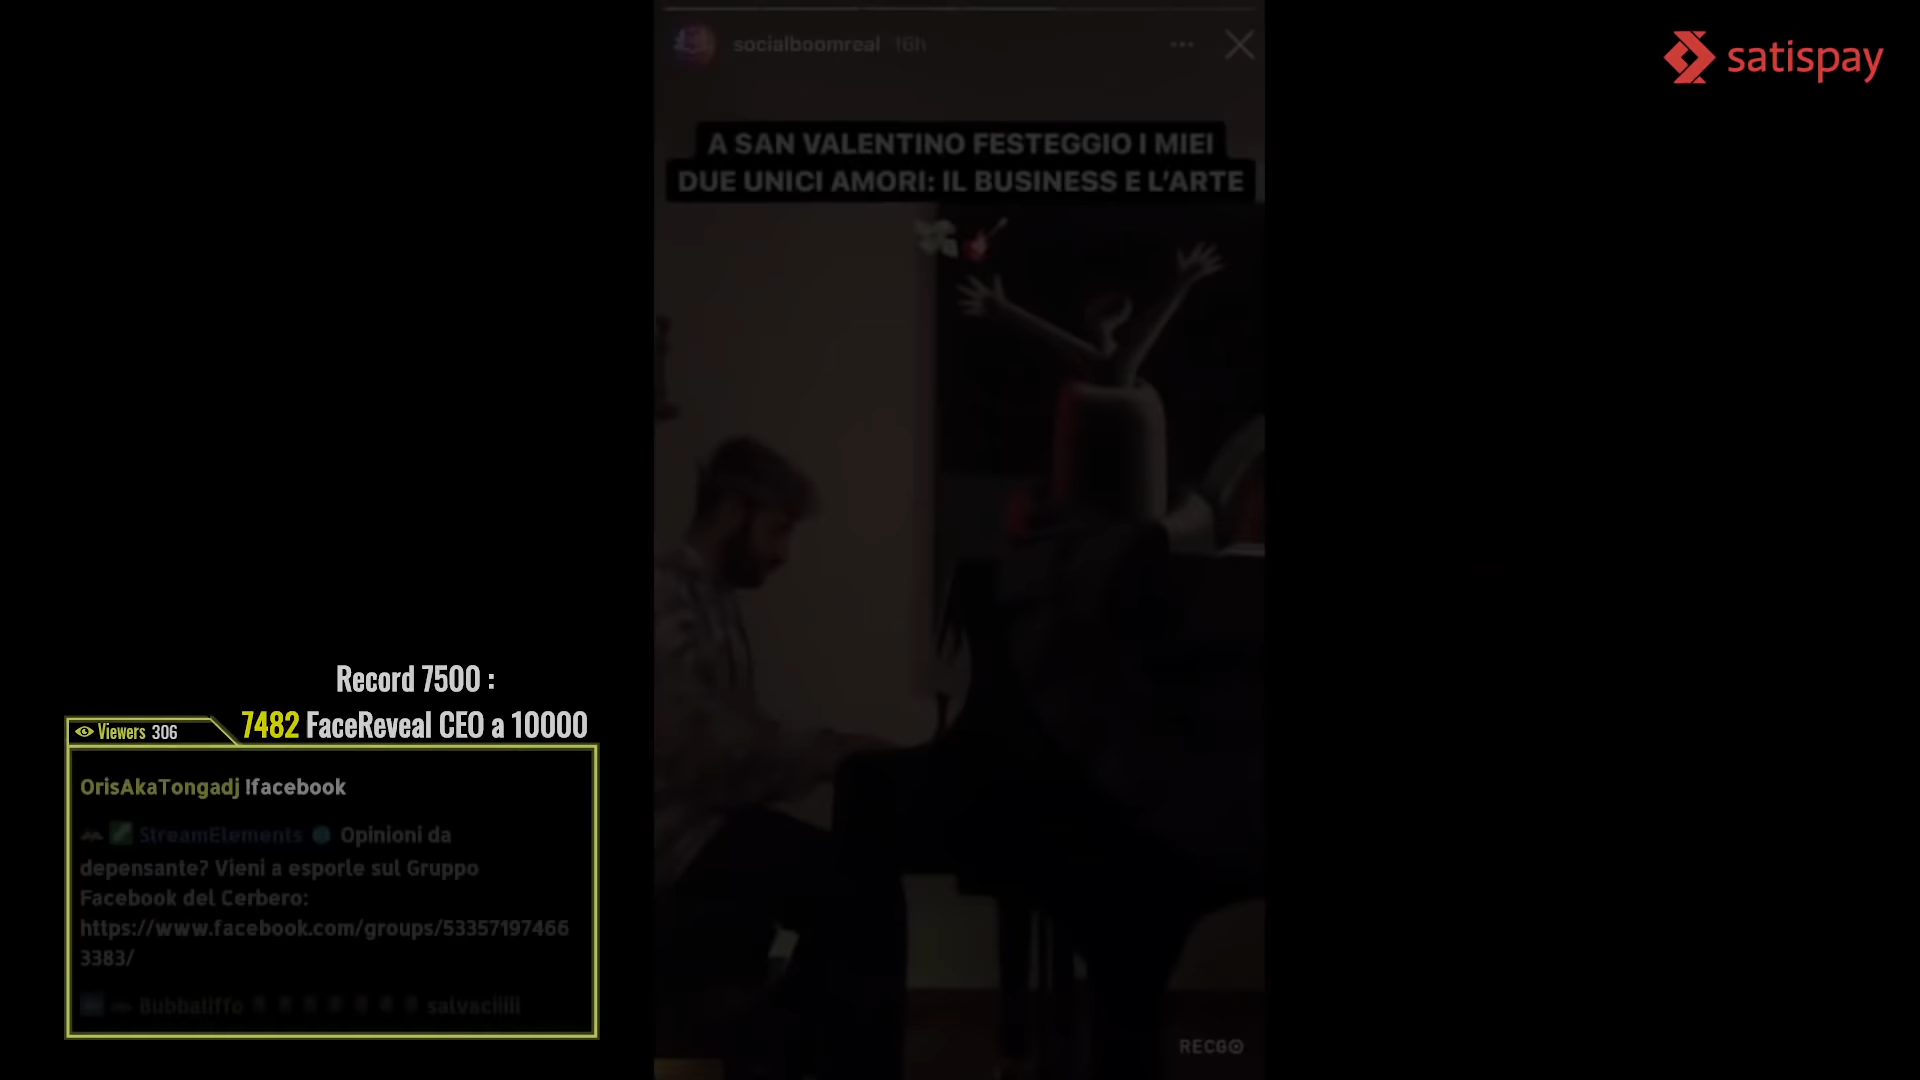 socialboomreal 16h
satispay
A SAN VALENTINO FESTEGGIO I MIEI
DUE UNICI AMORI: IL BUSINESS E L'ARTE
Record 7500 :
7482 FaceReveal CEO a 10000
Viewers 306
OrisAkaTongadj !facebook
StreamElements Opinioni da
depensante? Vieni a esporle sul Gruppo
Facebook del Cerbero:
https://www.facebook.com/groups/53357197466
3383/
Bubbaliffo salvaciiiii
RECGO